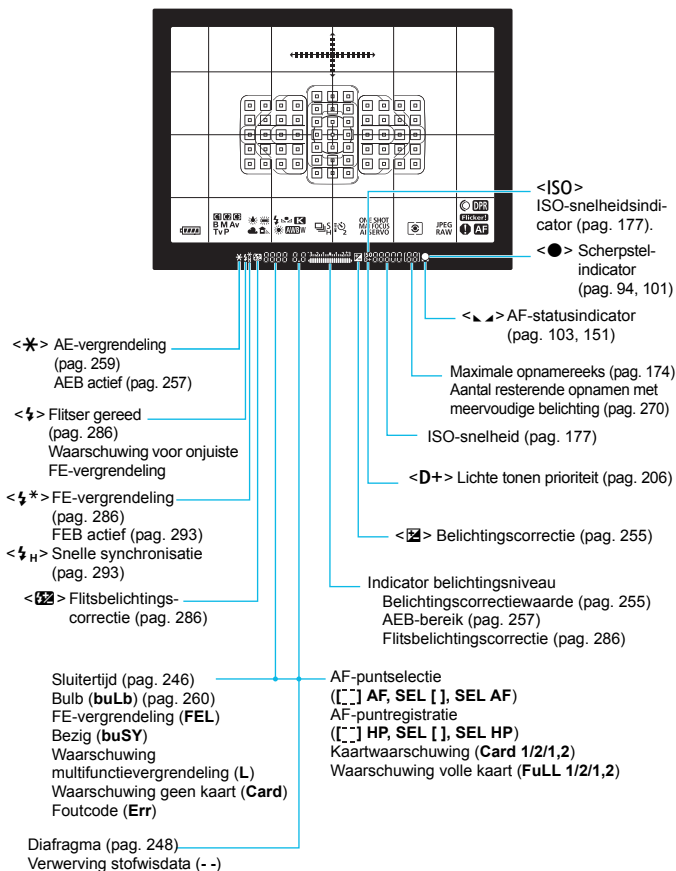 B M Av
Tv P
AWB W
ONE SHOT
MF AI FOCUS
AI SERVO
JPEG
RAW
DPR
Flicker!
AF
<ISO>
ISO-snelheidsindi-
cator (pag. 177).
<●> Scherpstel-
indicator
(pag. 94, 101)
<◣ ◢> AF-statusindicator
(pag. 103, 151)
Maximale opnamereeks (pag. 174)
Aantal resterende opnamen met
meervoudige belichting (pag. 270)
ISO-snelheid (pag. 177)
<D+> Lichte tonen prioriteit (pag. 206)
Belichtingscorrectie (pag. 255)
Indicator belichtingsniveau
Belichtingscorrectiewaarde (pag. 255)
AEB-bereik (pag. 257)
Flitsbelichtingscorrectie (pag. 286)
<✱> AE-vergrendeling
(pag. 259)
AEB actief (pag. 257)
<⚡> Flitser gereed
(pag. 286)
Waarschuwing voor onjuiste
FE-vergrendeling
<⚡*> FE-vergrendeling
(pag. 286)
FEB actief (pag. 293)
<⚡H> Snelle synchronisatie
(pag. 293)
Flitsbelichtings-
correctie (pag. 286)
Sluitertijd (pag. 246)
Bulb (buLb) (pag. 260)
FE-vergrendeling (FEL)
Bezig (buSY)
Waarschuwing
multifunctievergrendeling (L)
Waarschuwing geen kaart (Card)
Foutcode (Err)
Diafragma (pag. 248)
Verwerving stofwisdata (- -)
AF-puntselectie
([ ] AF, SEL [ ], SEL AF)
AF-puntregistratie
([ ] HP, SEL [ ], SEL HP)
Kaartwaarschuwing (Card 1/2/1,2)
Waarschuwing volle kaart (FuLL 1/2/1,2)